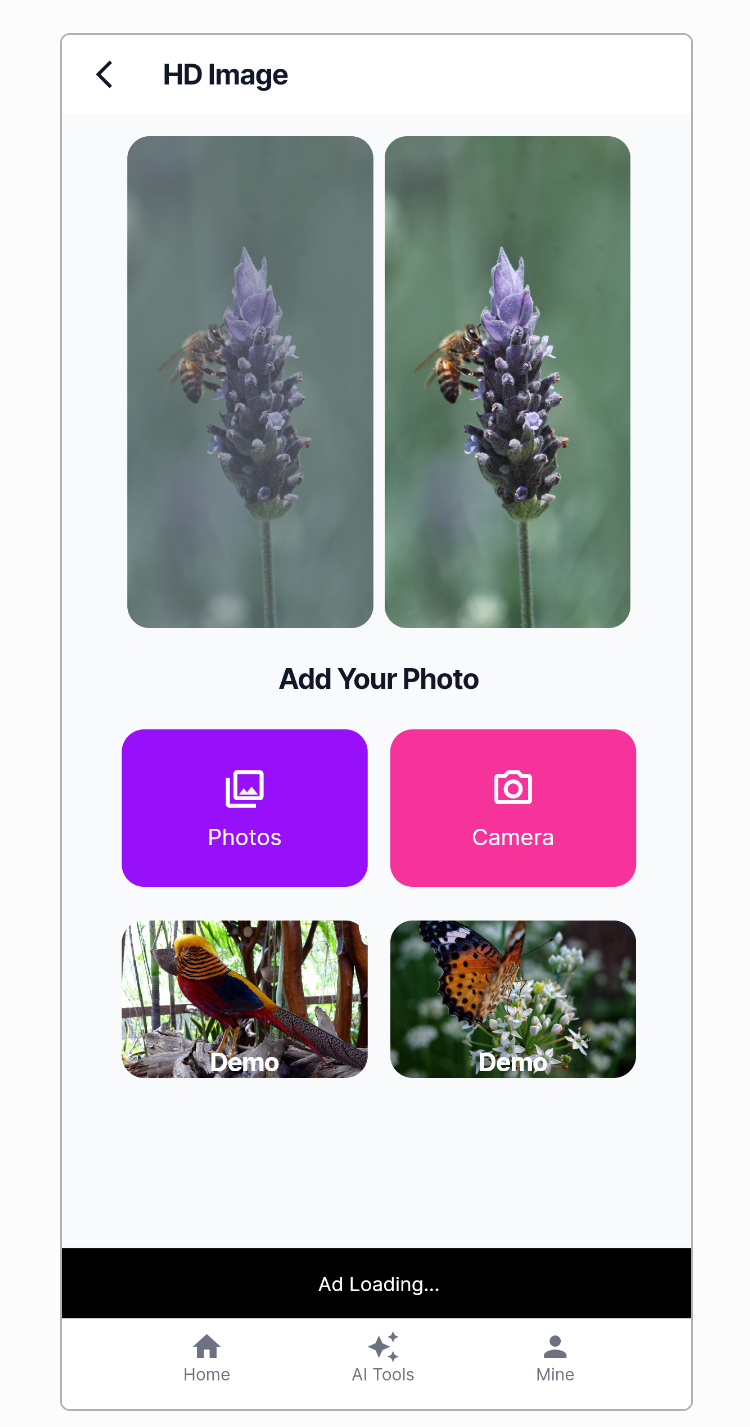 HD Image
Add Your Photo
Photos
Camera
Demo
Demo
Ad Loading...
Home
AI Tools
Mine